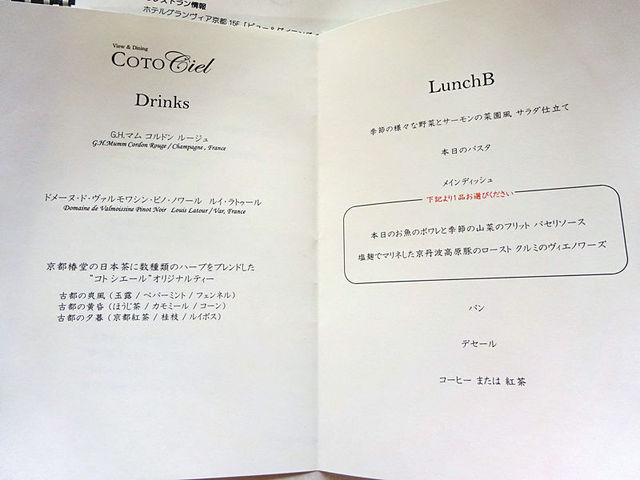 ストラン情報
ホテルグランヴィア京都 15F
View & Dining
COTO Ciel
Drinks
G.H.マム コルドン ルージュ
G.H.Mumm Cordon Rouge / Champagne , France
ドメーヌ・ド・ヴァルモワシン・ピノ・ノワール ルイ・ラトゥール
Domaine de Valmoissine Pinot Noir Louis Latour / Var, France
京都椿堂の日本茶に数種類のハーブをブレンドした
"コト シエール"オリジナルティー
古都の爽風 (玉露 / ペパーミント / フェンネル)
古都の黄昏 (ほうじ茶 / カモミール / コーン)
古都の夕暮 (京都紅茶 / 桂枝 / ルイボス)
LunchB
季節の様々な野菜とサーモンの菜園風 サラダ仕立て
本日のパスタ
メインディッシュ
下記より1品お選びください
本日のお魚のポワレと季節の山菜のフリット パセリソース
塩麹でマリネした京丹波高原豚のロースト クルミのヴィエノワーズ
パン
デセール
コーヒー または 紅茶